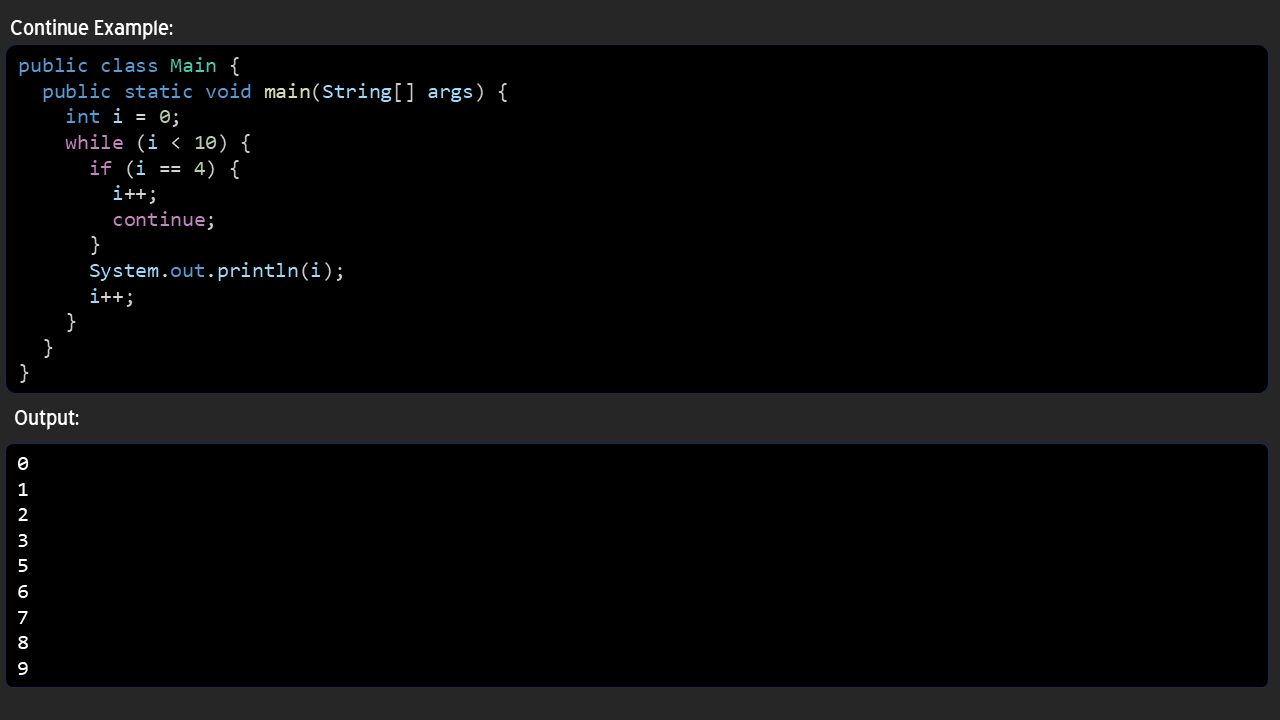 Continue Example:
public class Main {
  public static void main(String[] args) {
    int i = 0;
    while (i < 10) {
      if (i == 4) {
        i++;
        continue;
      }
      System.out.println(i);
      i++;
    }
  }
}
Output:
0
1
2
3
5
6
7
8
9